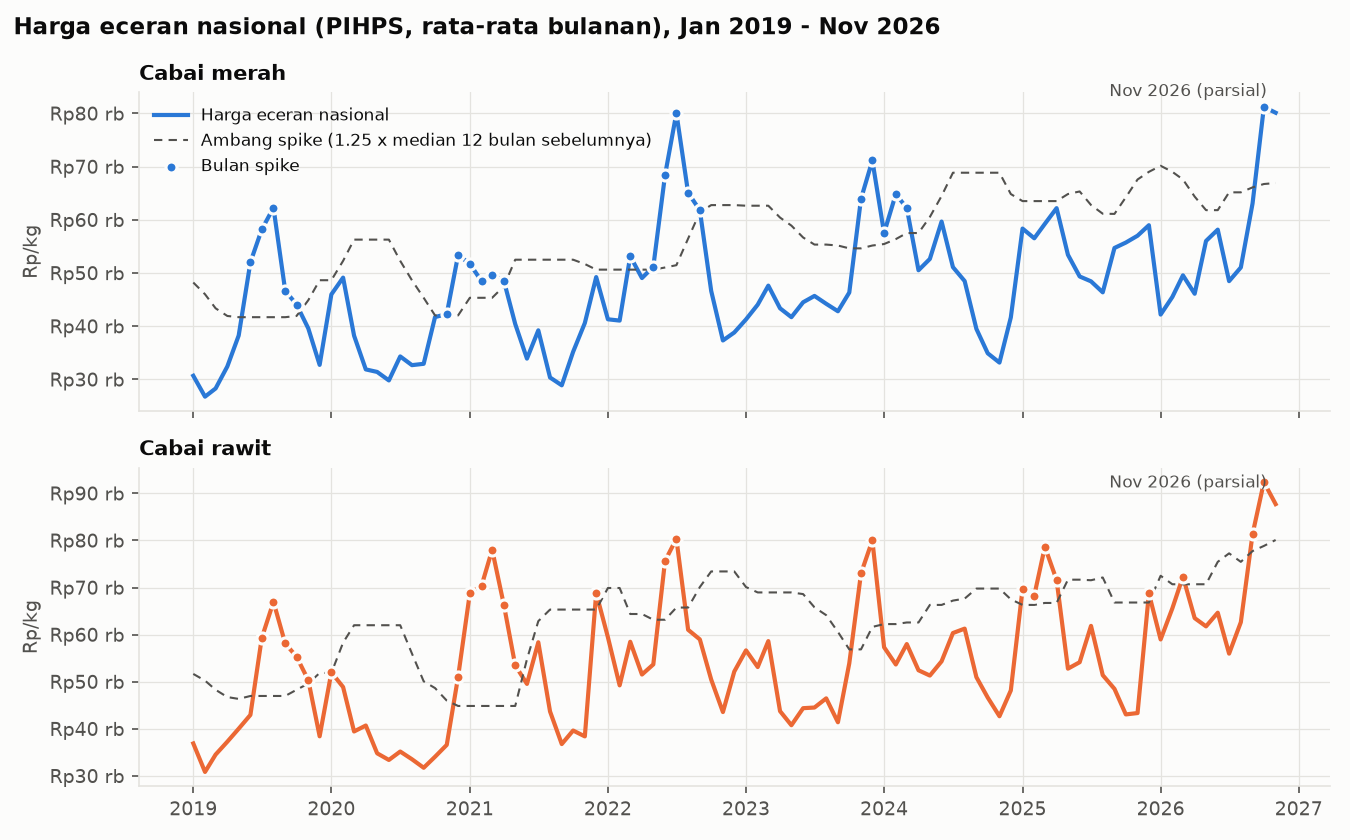 Harga eceran nasional (PIHPS, rata-rata bulanan), Jan 2019 - Nov 2026
Cabai merah
Nov 2026 (parsial)
Rp80 rb
Rp70 rb
Rp60 rb
Rp50 rb
Rp40 rb
Rp30 rb
Rp/kg
Harga eceran nasional
Ambang spike (1.25 x median 12 bulan sebelumnya)
Bulan spike
Cabai rawit
Nov 2026 (parsial)
Rp90 rb
Rp80 rb
Rp70 rb
Rp60 rb
Rp50 rb
Rp40 rb
Rp30 rb
Rp/kg
2019 2020 2021 2022 2023 2024 2025 2026 2027